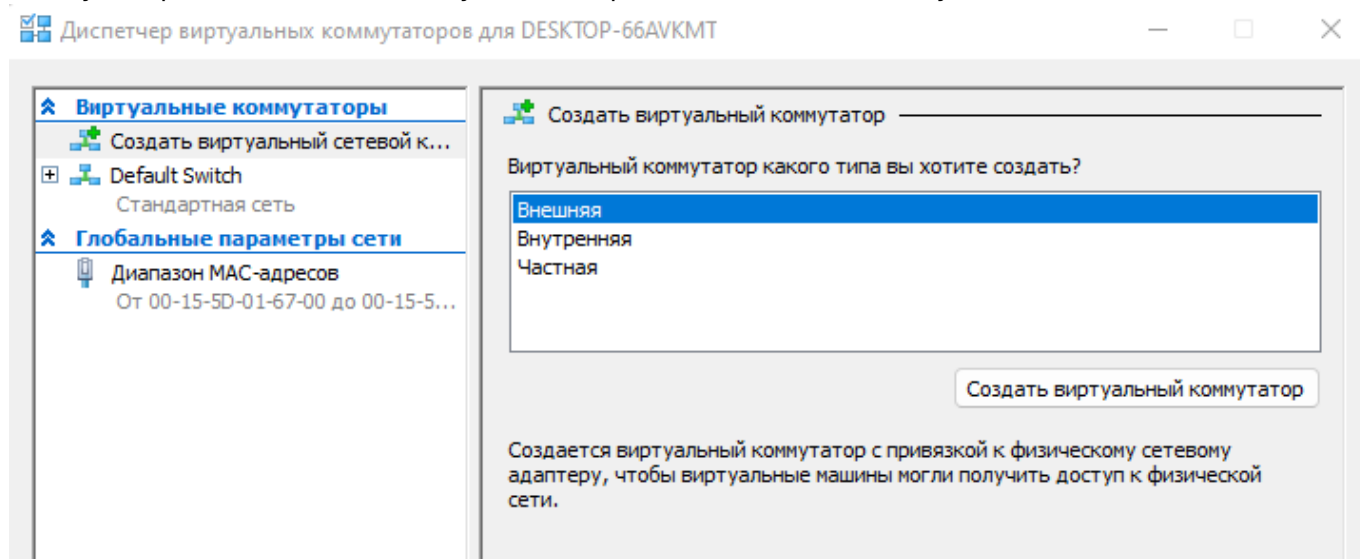 Диспетчер виртуальных коммутаторов для DESKTOP-66AVKMT
Виртуальные коммутаторы
Создать виртуальный сетевой к...
Default Switch
Стандартная сеть
Глобальные параметры сети
Диапазон MAC-адресов
От 00-15-5D-01-67-00 до 00-15-5...
Создать виртуальный коммутатор
Виртуальный коммутатор какого типа вы хотите создать?
Внешняя
Внутренняя
Частная
Создать виртуальный коммутатор
Создается виртуальный коммутатор с привязкой к физическому сетевому
адаптеру, чтобы виртуальные машины могли получить доступ к физической
сети.